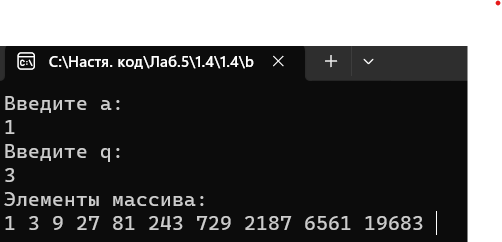 C:\Настя. код\Лаб.5\1.4\1.4\b
Введите a:
1
Введите q:
3
Элементы массива:
1 3 9 27 81 243 729 2187 6561 19683